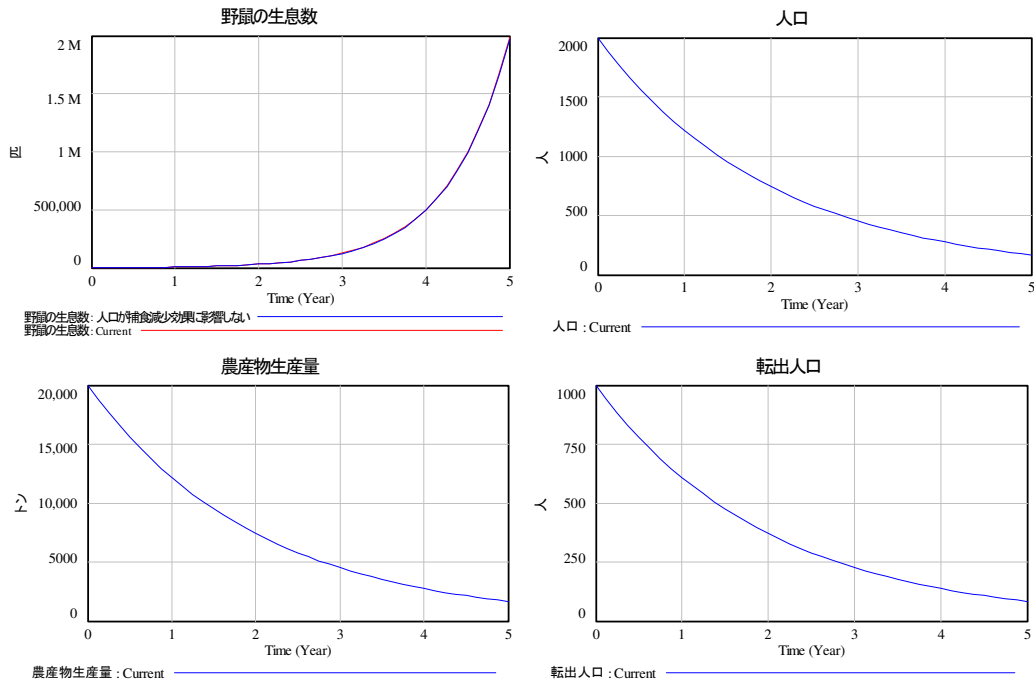 野鼠の生息数
2 M
1.5 M
1 M
500,000
0
匹
0 1 2 3 4 5
Time (Year)
野鼠の生息数: 人口が捕食減少効果に影響しない
野鼠の生息数: Current
人口
2000
1500
1000
500
0
人
0 1 2 3 4 5
Time (Year)
人口 : Current
農産物生産量
20,000
15,000
10,000
5000
0
トン
0 1 2 3 4 5
Time (Year)
農産物生産量 : Current
転出人口
1000
750
500
250
0
人
0 1 2 3 4 5
Time (Year)
転出人口 : Current